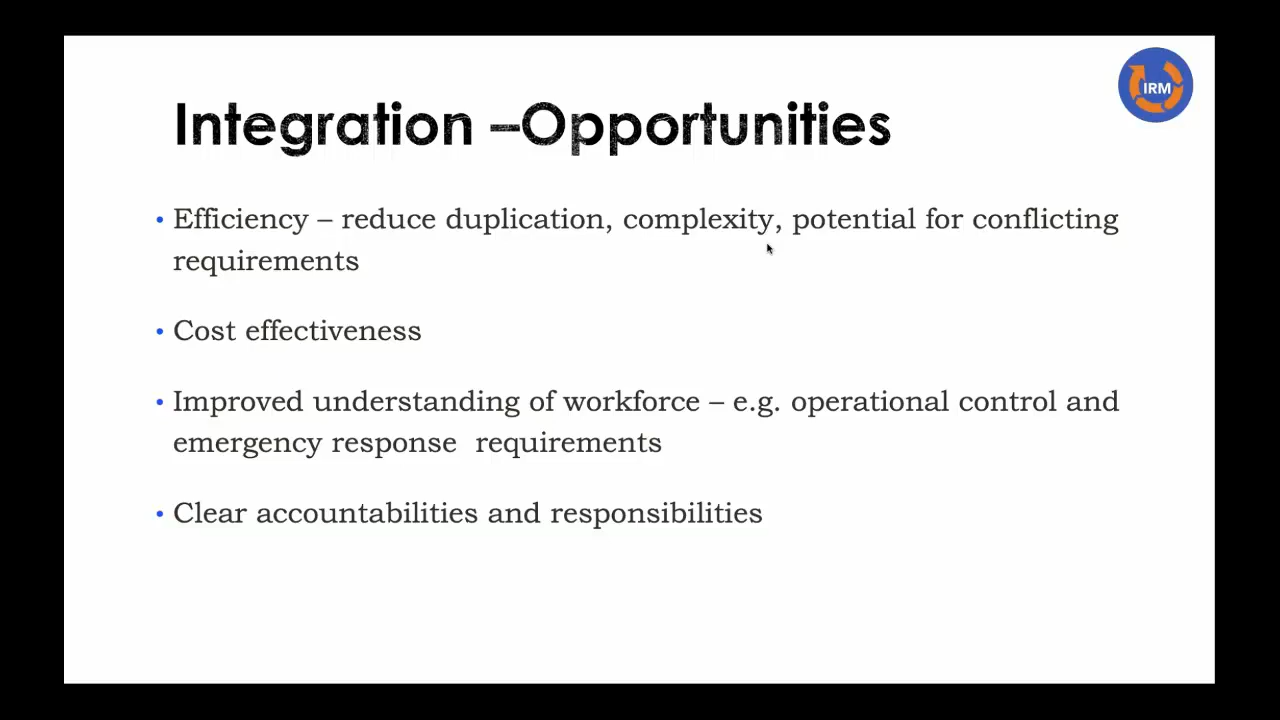 IRM
Integration –Opportunities
• Efficiency – reduce duplication, complexity, potential for conflicting
requirements
• Cost effectiveness
• Improved understanding of workforce – e.g. operational control and
emergency response  requirements
• Clear accountabilities and responsibilities